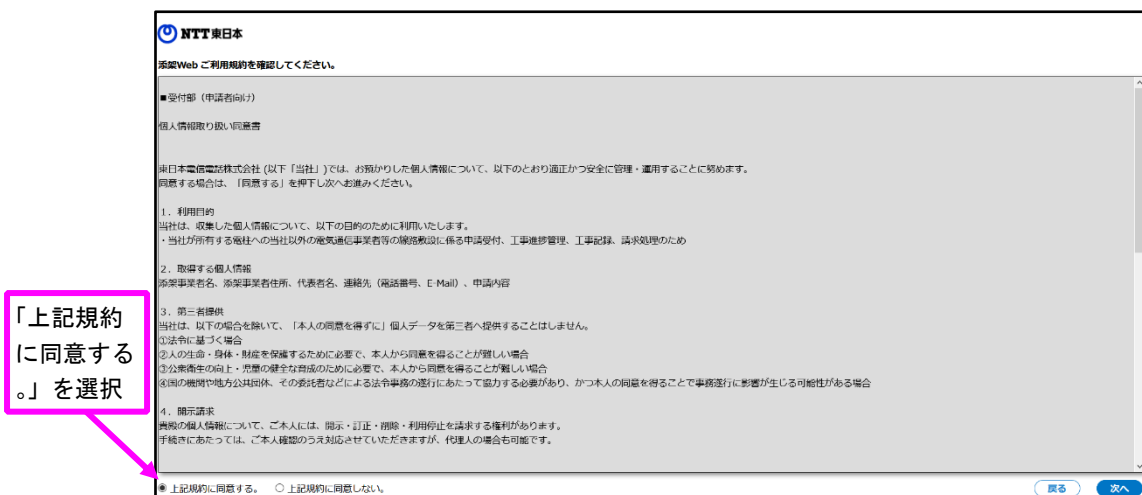 NTT東日本
添架Web ご利用規約を確認してください。
■受付部（申請者向け）
個人情報取り扱い同意書
東日本電信電話株式会社 (以下「当社」)では、お預かりした個人情報について、以下のとおり適正かつ安全に管理・運用することに努めます。
同意する場合は、「同意する」を押下し次へお進みください。
1．利用目的
当社は、収集した個人情報について、以下の目的のために利用いたします。
・当社が所有する電柱への当社以外の電気通信事業者等の線路敷設に係る申請受付、工事進捗管理、工事記録、請求処理のため
2．取得する個人情報
添架事業者名、添架事業者住所、代表者名、連絡先（電話番号、E-Mail）、申請内容
3．第三者提供
当社は、以下の場合を除いて、「本人の同意を得ずに」個人データを第三者へ提供することはしません。
①法令に基づく場合
②人の生命・身体・財産を保護するために必要で、本人から同意を得ることが難しい場合
③公衆衛生の向上・児童の健全な育成のために必要で、本人から同意を得ることが難しい場合
④国の機関や地方公共団体、その委託者などによる法令事務の遂行にあたって協力する必要があり、かつ本人の同意を得ることで事務遂行に影響が生じる可能性がある場合
4．開示請求
貴殿の個人情報について、ご本人には、開示・訂正・削除・利用停止を請求する権利があります。
手続きにあたっては、ご本人確認のうえ対応させていただきますが、代理人の場合も可能です。
「上記規約
に同意する
。」を選択
上記規約に同意する。 上記規約に同意しない。 戻る 次へ